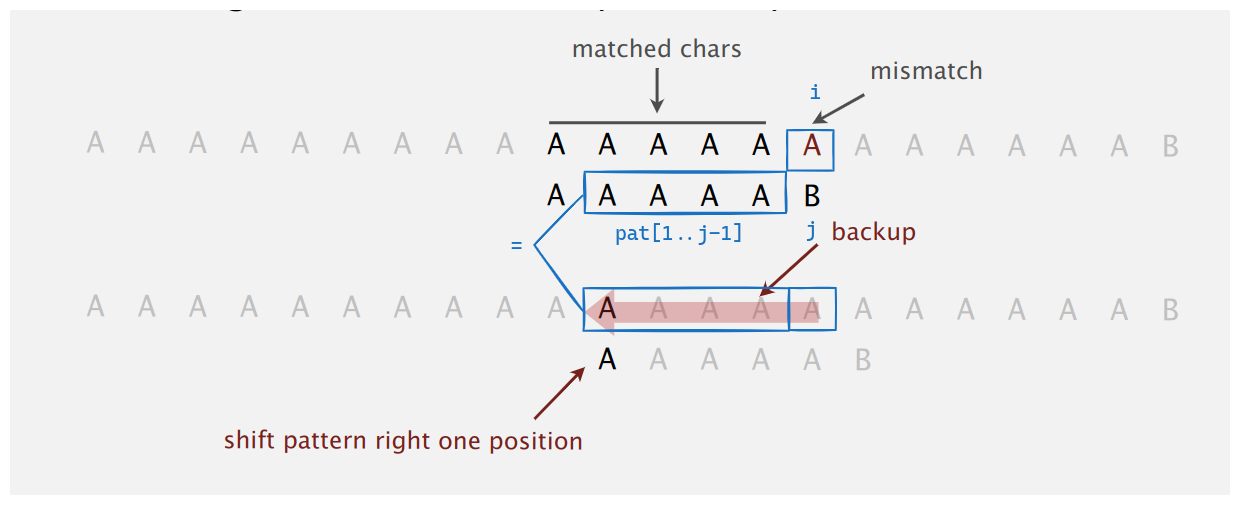 matched chars
mismatch
i
A A A A A A A A A A A A A A A A A A A A A B
A A A A A B
pat[1..j-1]
j backup
=
A A A A A A A A A A A A A A A A A A A A A B
A A A A A B
shift pattern right one position